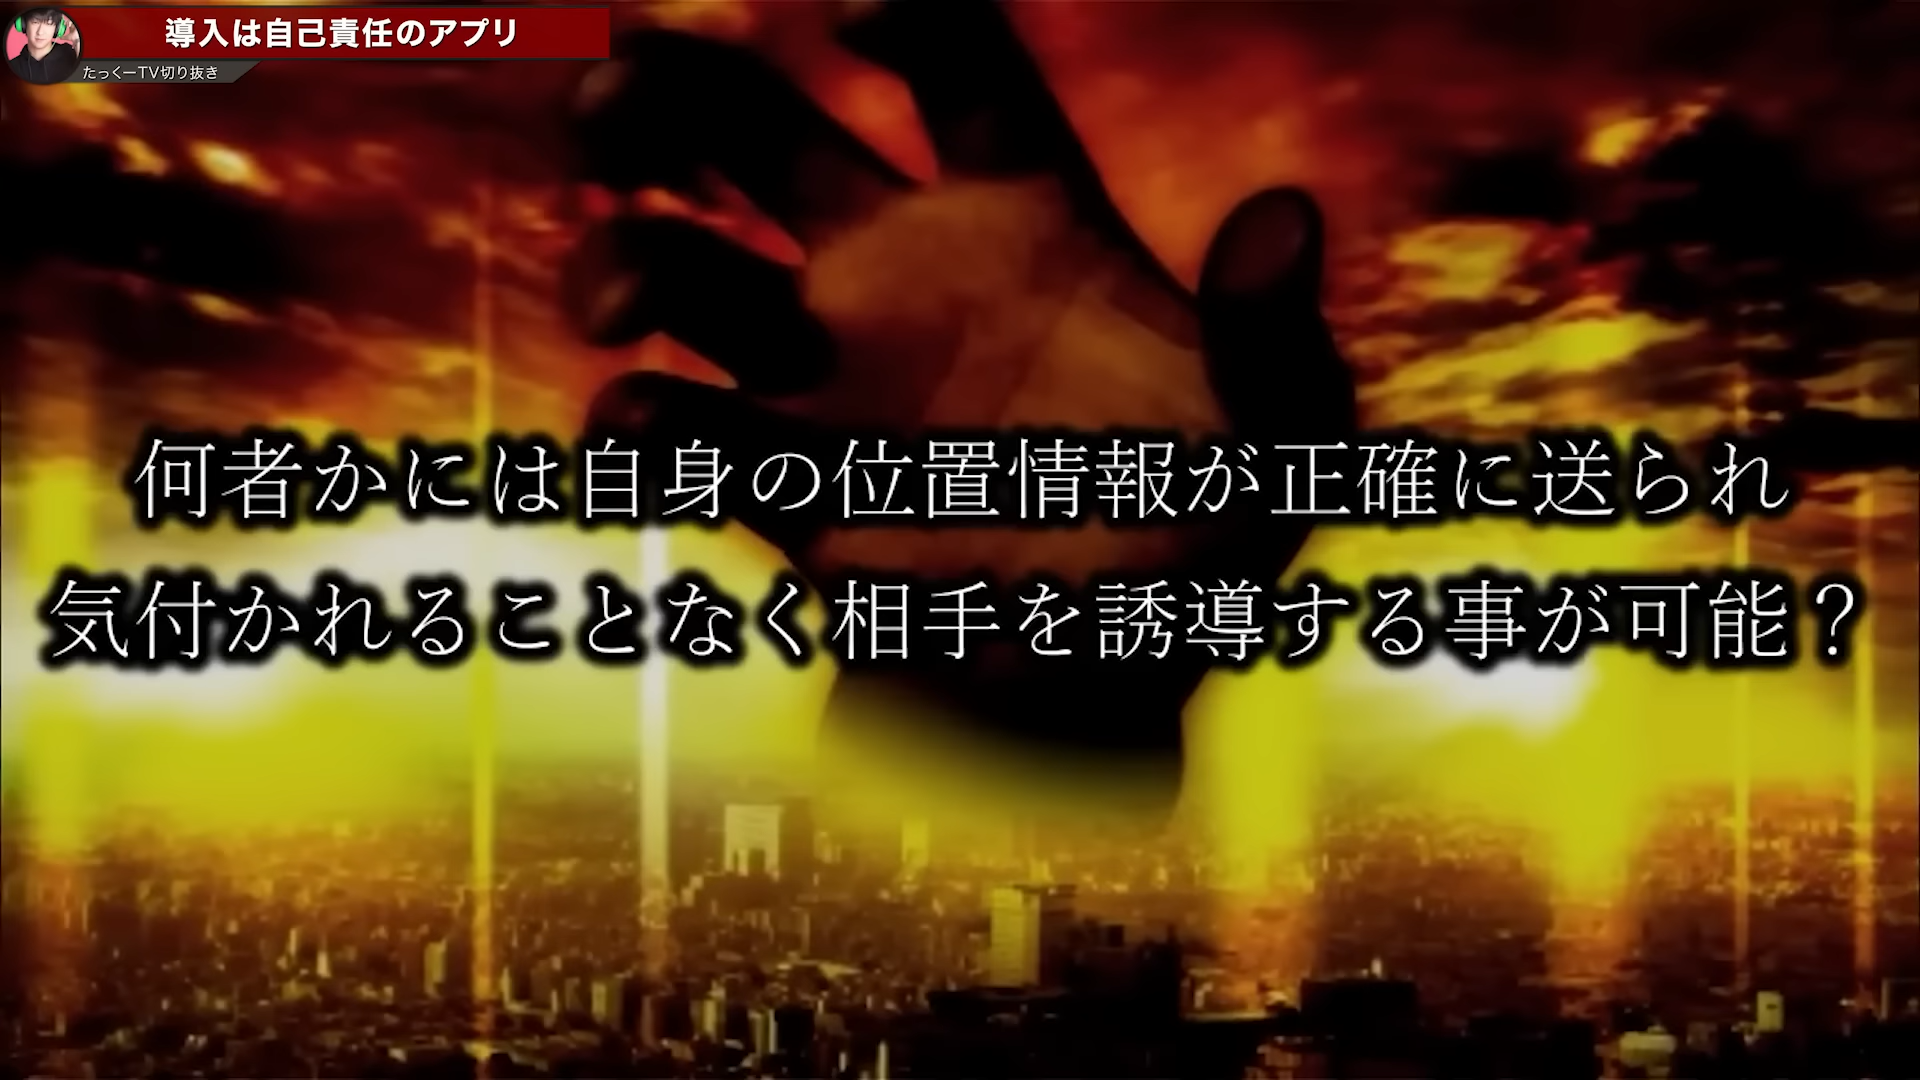 導入は自己責任のアプリ
たっくーTV切り抜き
何者かには自身の位置情報が正確に送られ
気付かれることなく相手を誘導する事が可能？